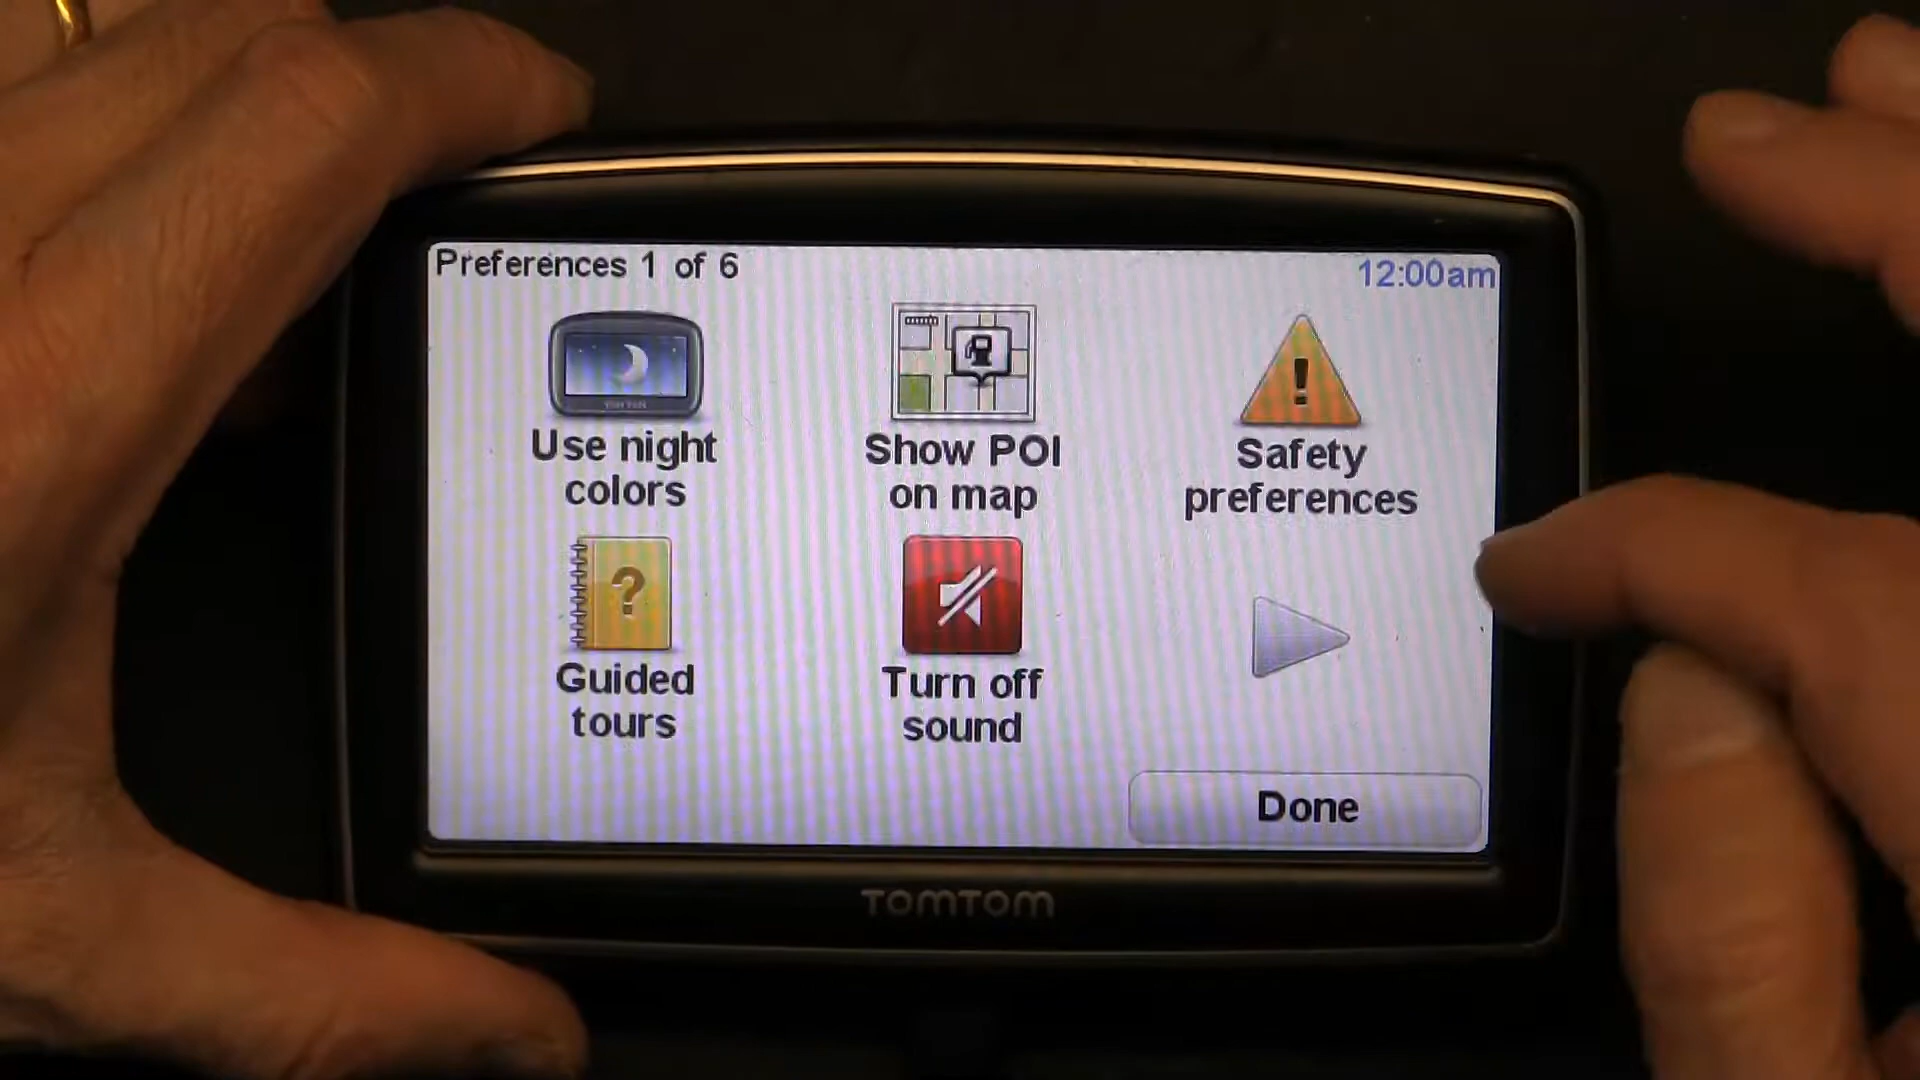 Preferences 1 of 6
12:00am
Use night
colors
Show POI
on map
Safety
preferences
Guided
tours
Turn off
sound
Done
TOMTOM